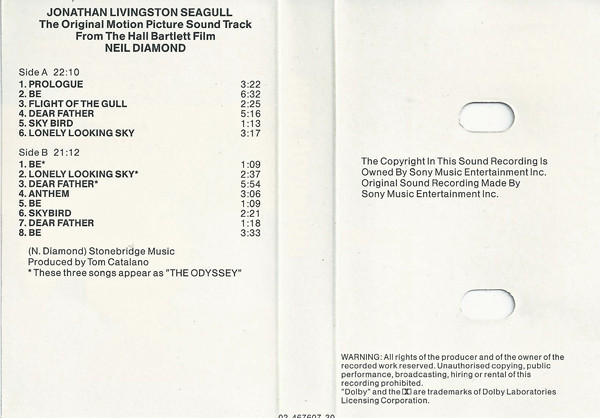 JONATHAN LIVINGSTON SEAGULL
The Original Motion Picture Sound Track
From The Hall Bartlett Film
NEIL DIAMOND
Side A 22:10
1. PROLOGUE 3:22
2. BE 6:32
3. FLIGHT OF THE GULL 2:25
4. DEAR FATHER 5:16
5. SKY BIRD 1:13
6. LONELY LOOKING SKY 3:17
Side B 21:12
1. BE* 1:09
2. LONELY LOOKING SKY* 2:37
3. DEAR FATHER* 5:54
4. ANTHEM 3:06
5. BE 1:09
6. SKYBIRD 2:21
7. DEAR FATHER 1:18
8. BE 3:33
(N. Diamond) Stonebridge Music
Produced by Tom Catalano
* These three songs appear as "THE ODYSSEY"
The Copyright In This Sound Recording Is
Owned By Sony Music Entertainment Inc.
Original Sound Recording Made By
Sony Music Entertainment Inc.
WARNING: All rights of the producer and of the owner of the
recorded work reserved. Unauthorised copying, public
performance, broadcasting, hiring or rental of this
recording prohibited.
"Dolby" and the are trademarks of Dolby Laboratories
Licensing Corporation.
02-467607-20